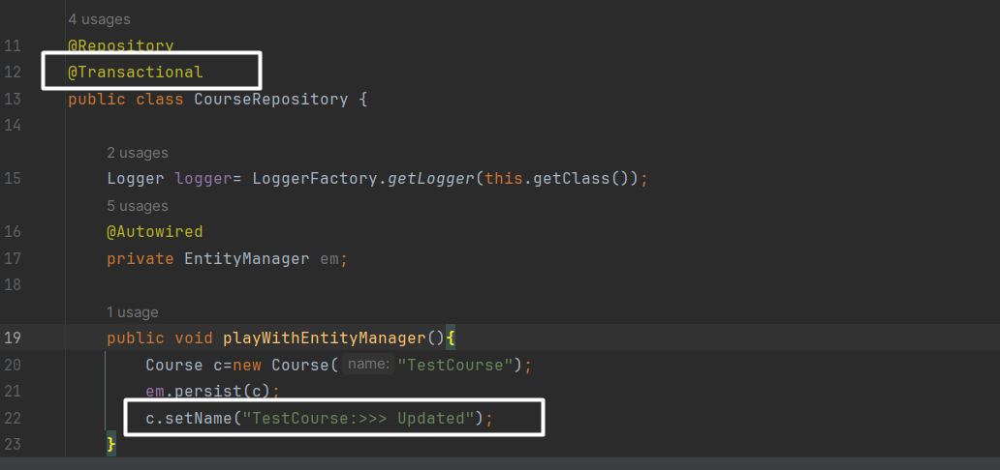 4 usages
11 @Repository
12 @Transactional
13 public class CourseRepository {
14
2 usages
15 Logger logger= LoggerFactory.getLogger(this.getClass());
5 usages
16 @Autowired
17 private EntityManager em;
18
1 usage
19 public void playWithEntityManager(){
20 Course c=new Course( name: "TestCourse");
21 em.persist(c);
22 c.setName("TestCourse:>>> Updated");
23 }